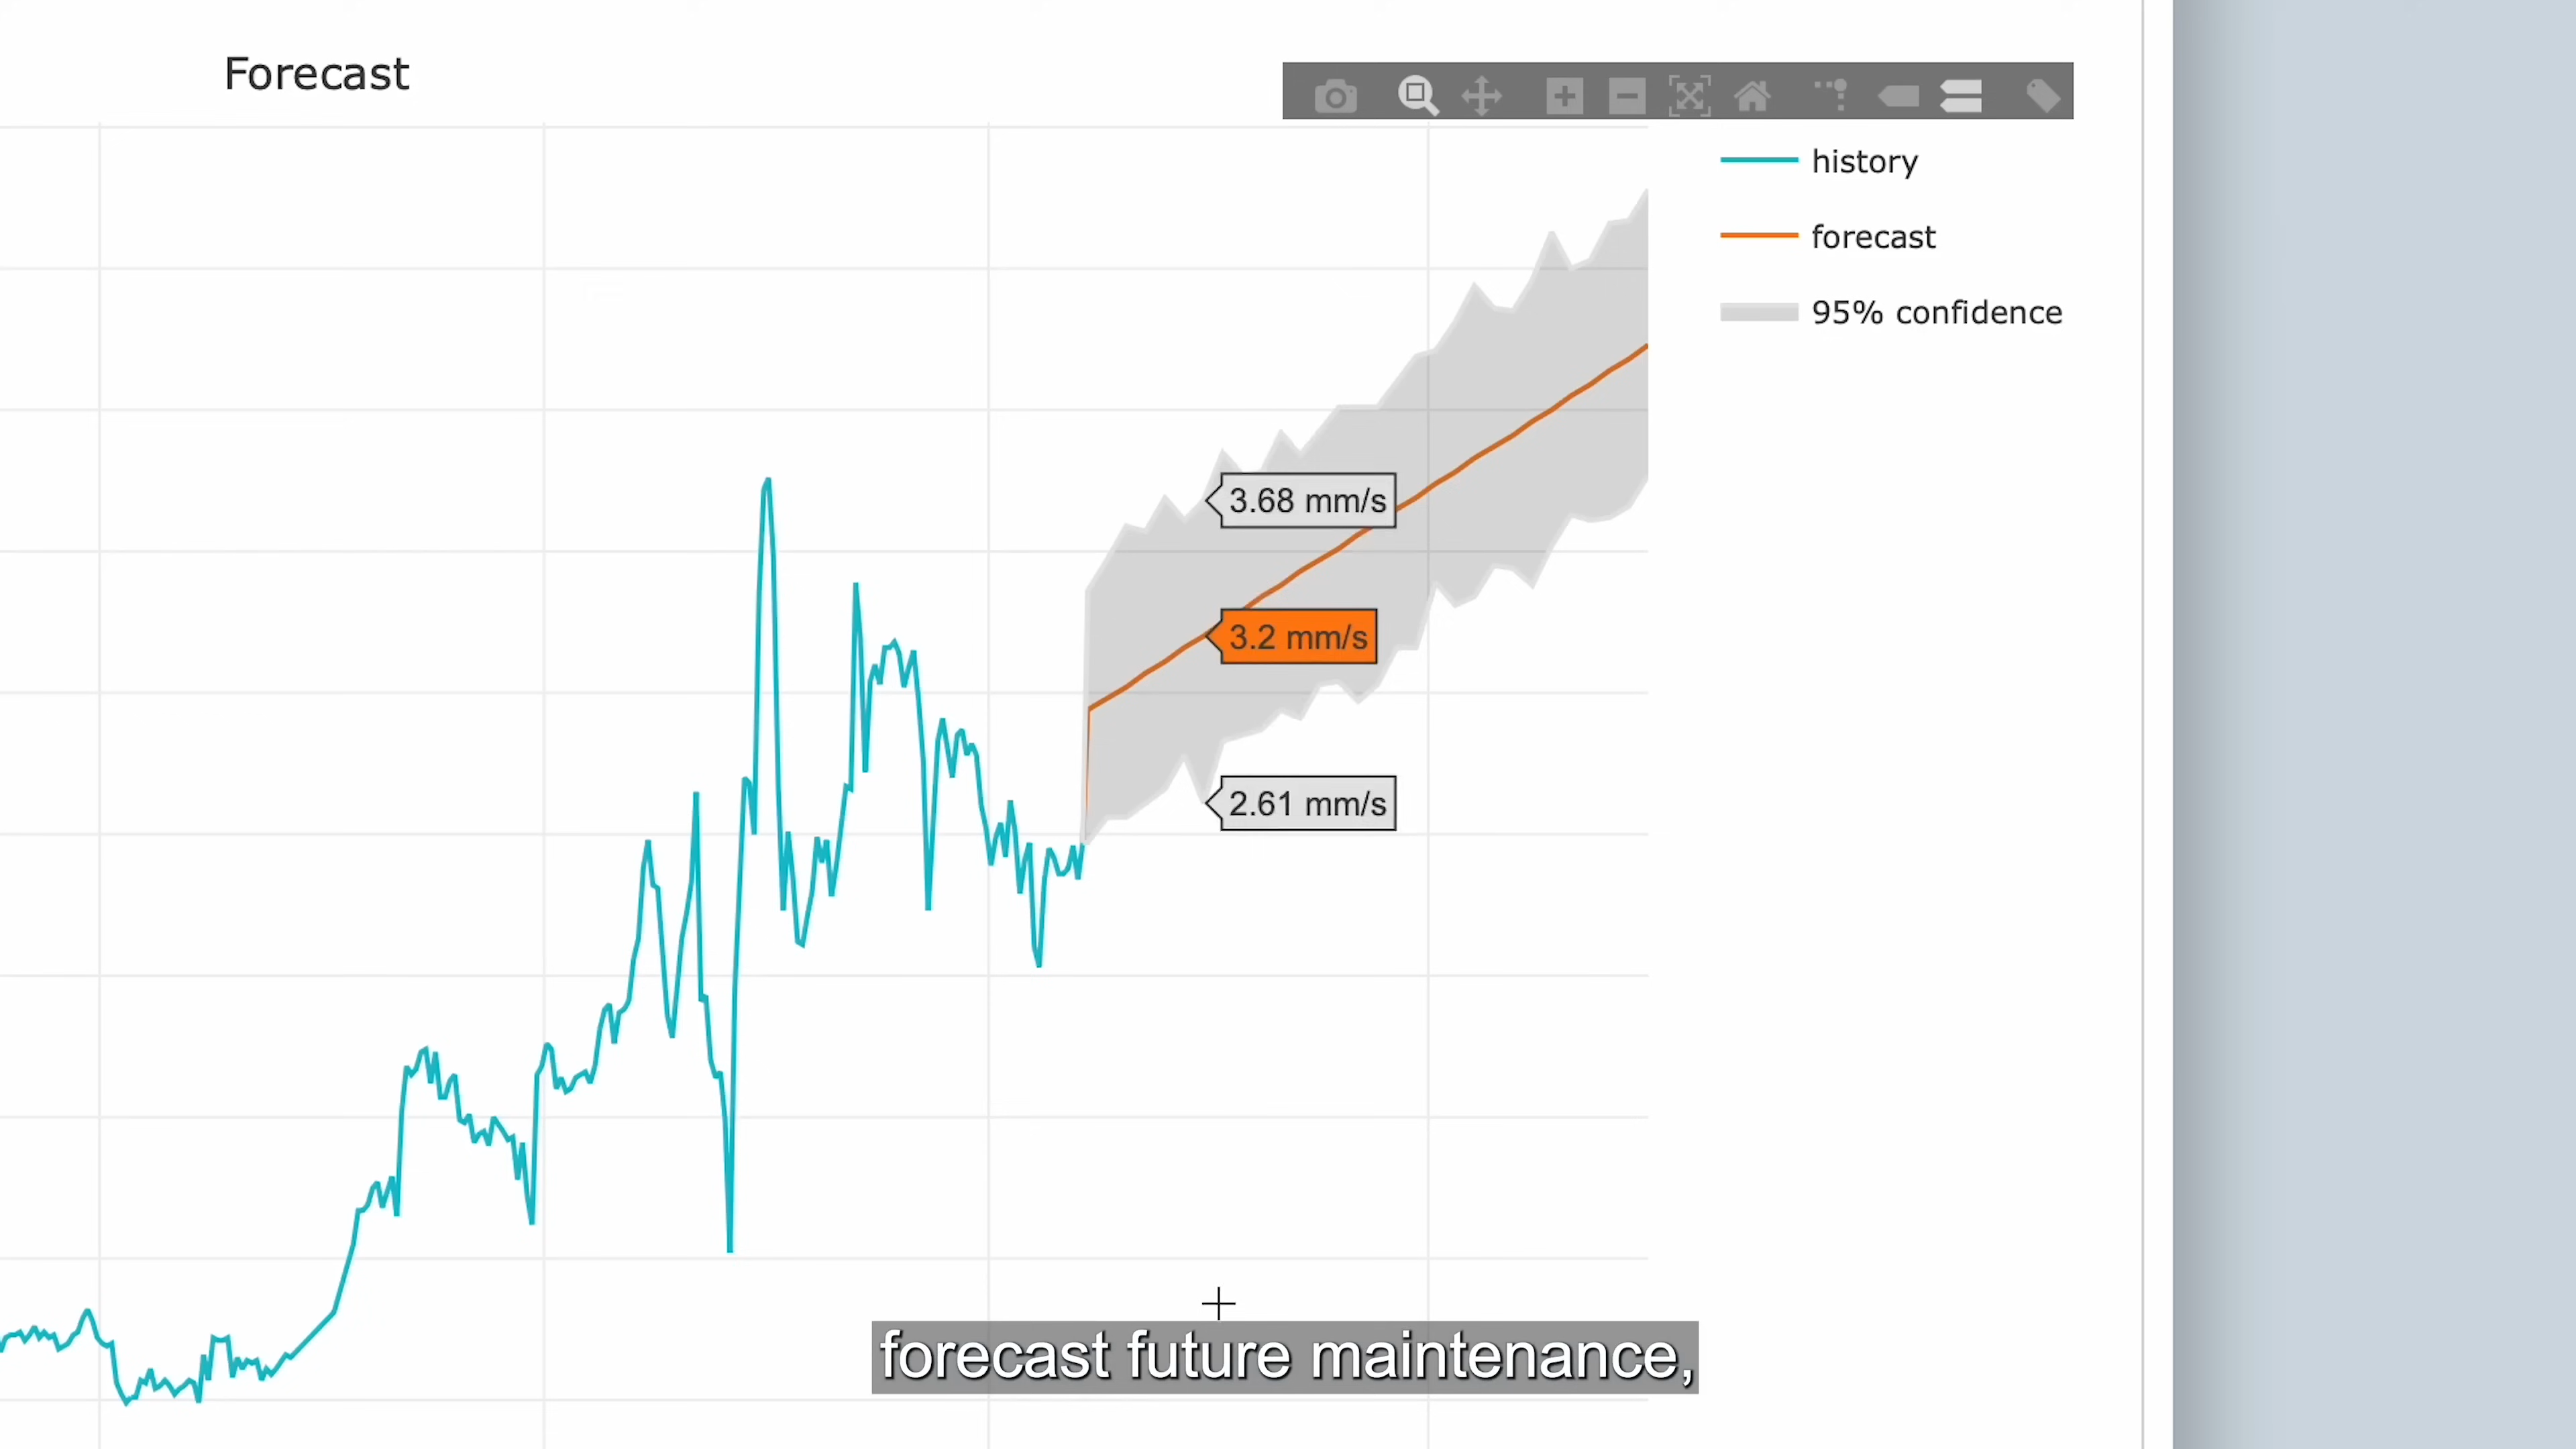 Forecast
history
forecast
95% confidence
3.68 mm/s
3.2 mm/s
2.61 mm/s
forecast future maintenance,